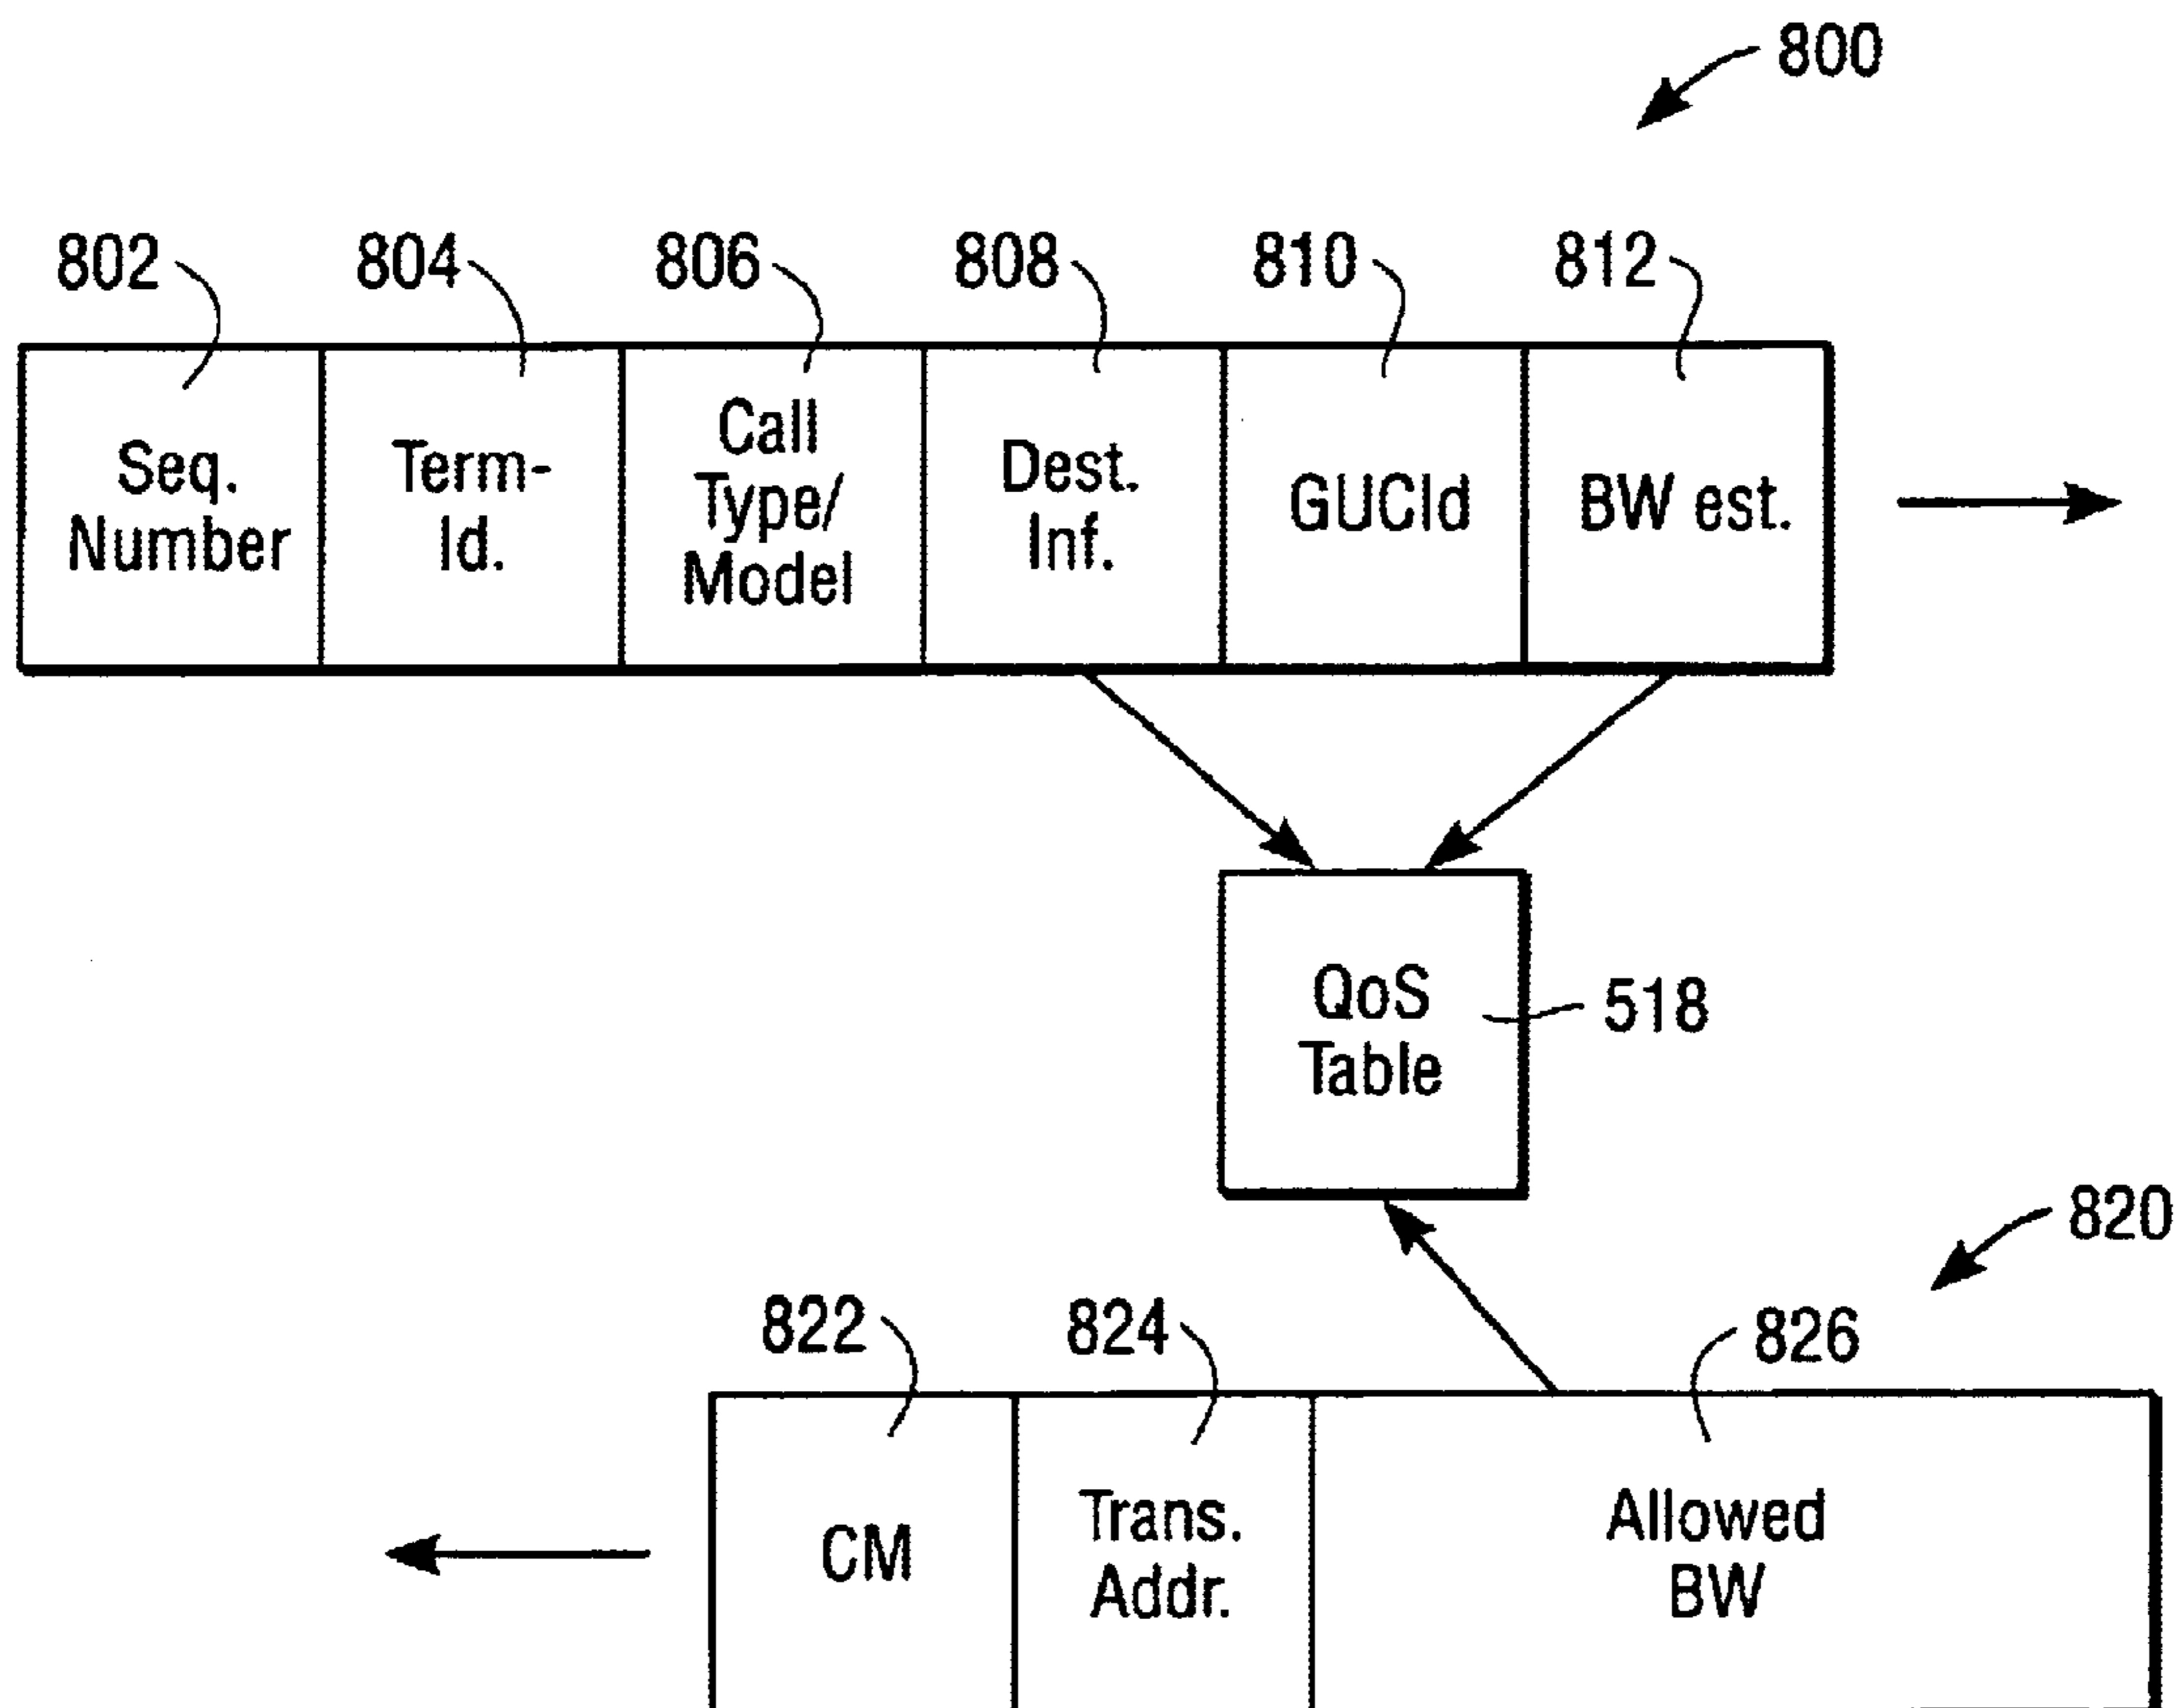 800
802 804 806 808 810 812
Seq.
Number
Term-
Id.
Call
Type/
Model
Dest.
Inf.
GUCId
BW est.
QoS
Table
518
820
822 824 826
CM
Trans.
Addr.
Allowed
BW